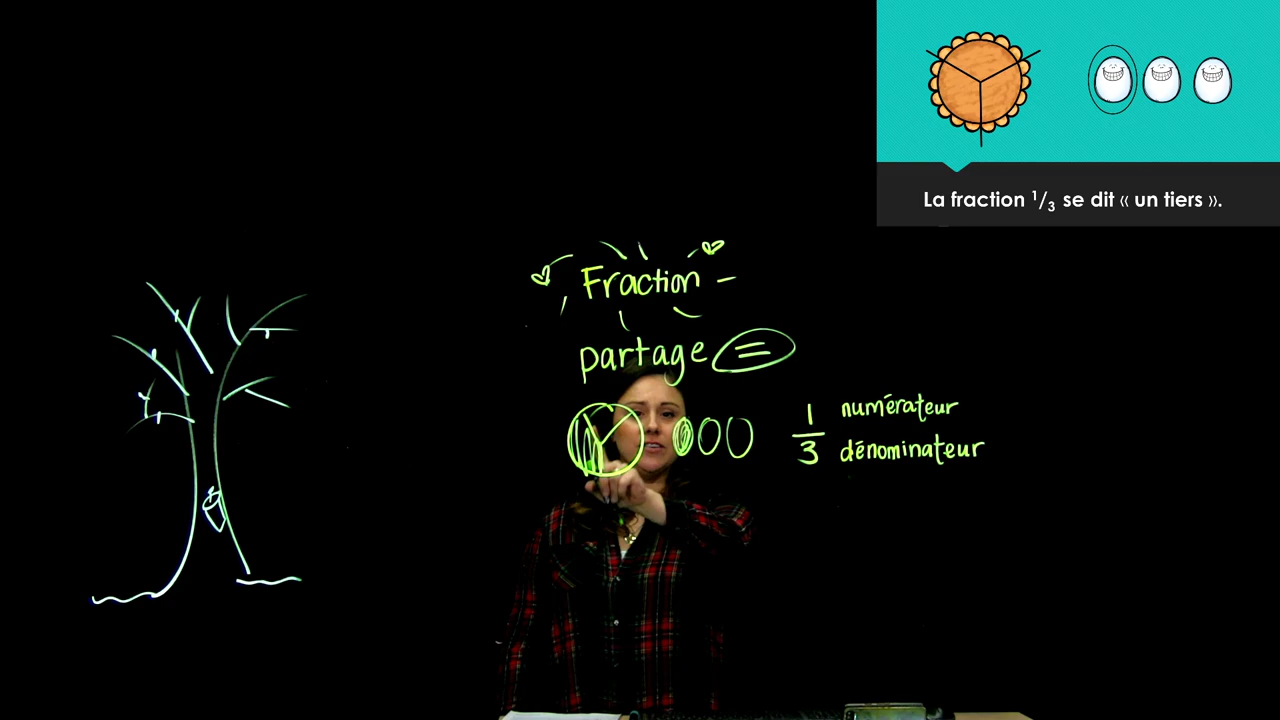 La fraction 1/3 se dit « un tiers ».
Fraction
partage =
1/3 numérateur
dénominateur